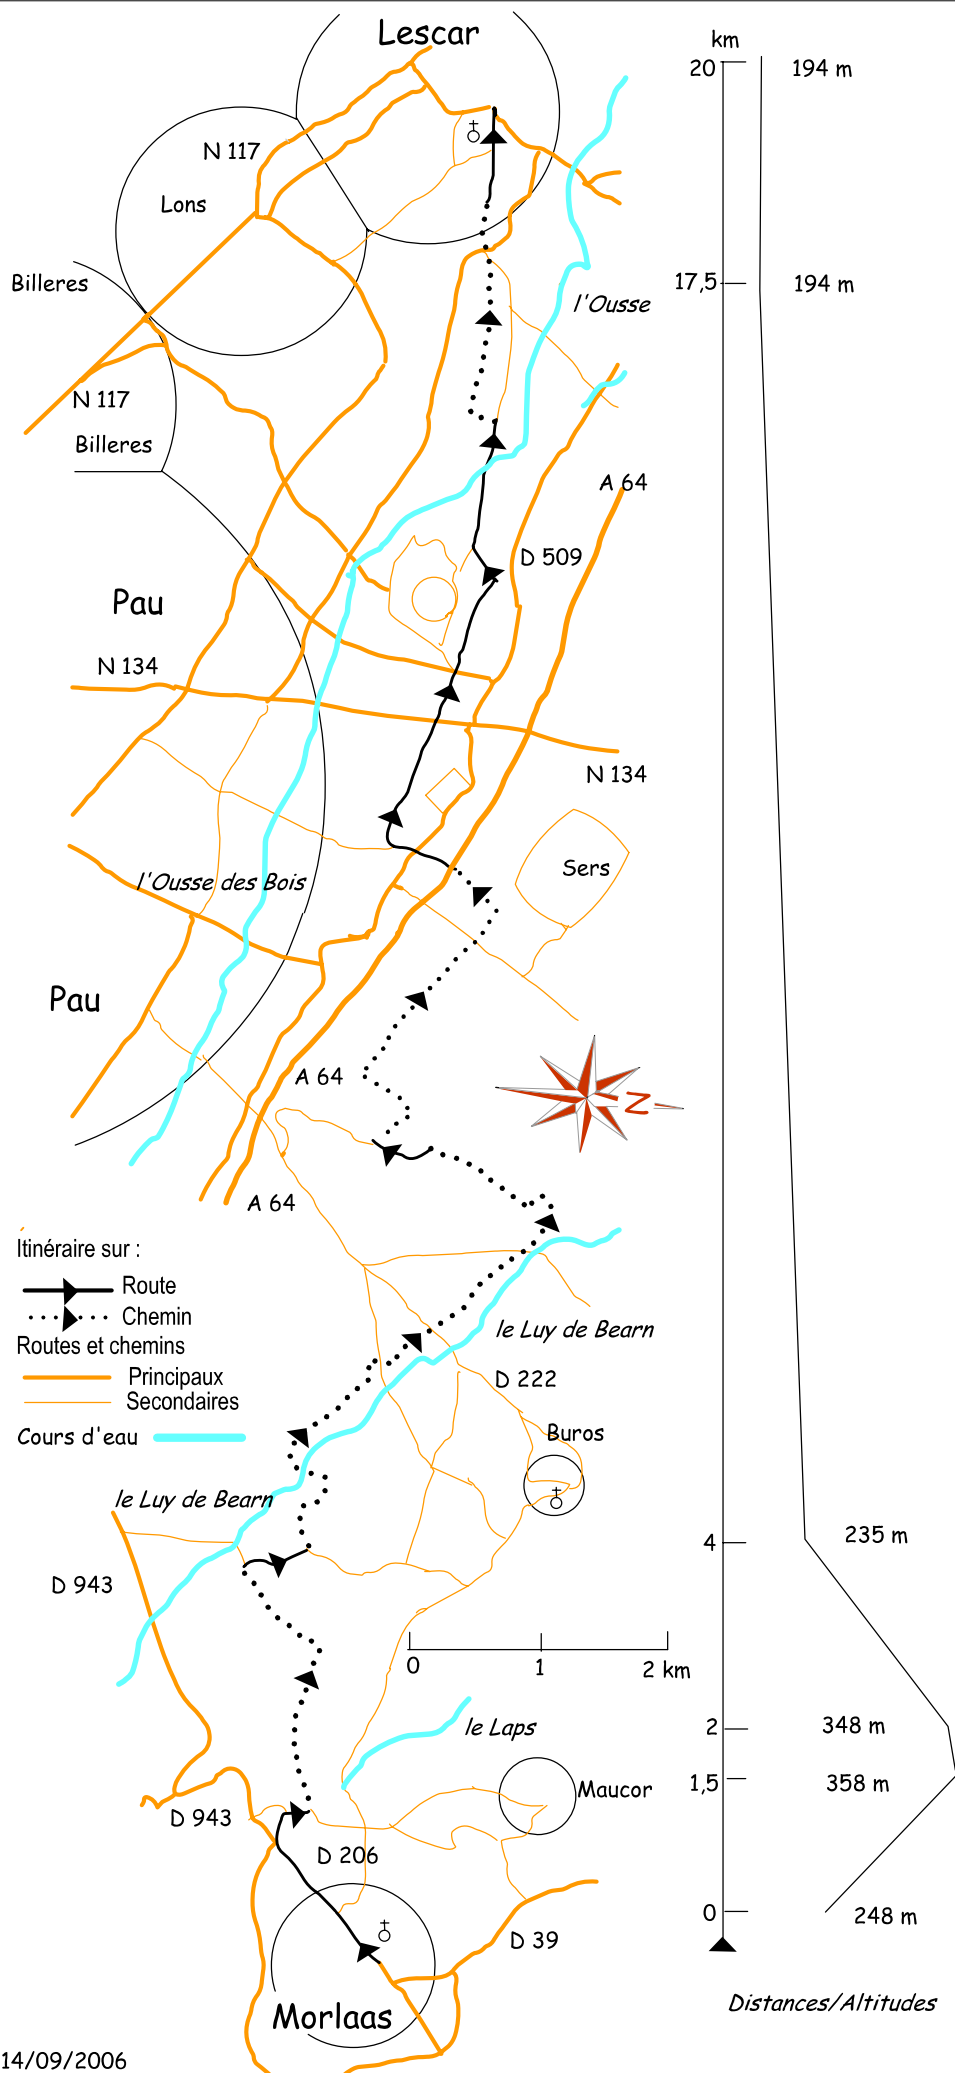 Lescar
km
20
194 m
N 117
Lons
Billeres
17,5
194 m
l'Ousse
N 117
Billeres
A 64
D 509
Pau
N 134
N 134
Sers
l'Ousse des Bois
Pau
A 64
N
A 64
Itinéraire sur :
Route
Chemin
Routes et chemins
Principaux
Secondaires
Cours d'eau
le Luy de Bearn
D 222
Buros
le Luy de Bearn
4
235 m
D 943
0 1 2 km
le Laps
2
348 m
1,5
358 m
Maucor
D 943
D 206
0
248 m
D 39
Distances/Altitudes
Morlaas
14/09/2006